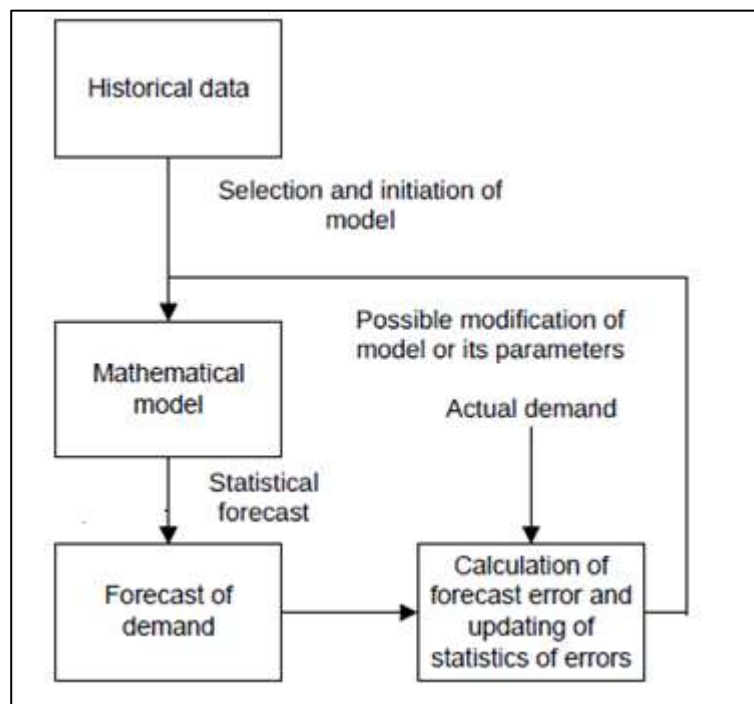 Historical data
Selection and initiation of
model
Possible modification of
model or its parameters
Mathematical
model
Actual demand
Statistical
forecast
Forecast of
demand
Calculation of
forecast error and
updating of
statistics of errors